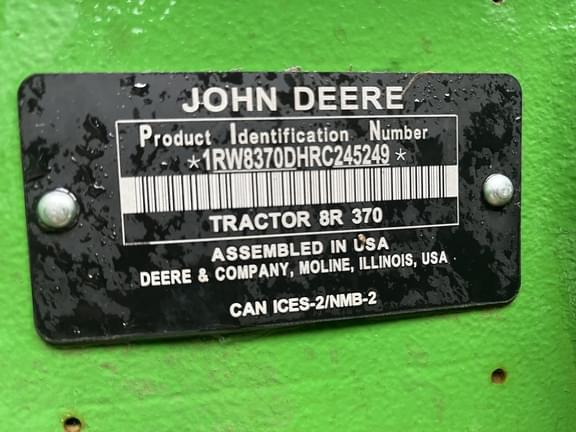 JOHN DEERE
Product Identification Number
*1RW8370DHRC245249*
TRACTOR 8R 370
ASSEMBLED IN USA
DEERE & COMPANY, MOLINE, ILLINOIS, USA
CAN ICES-2/NMB-2